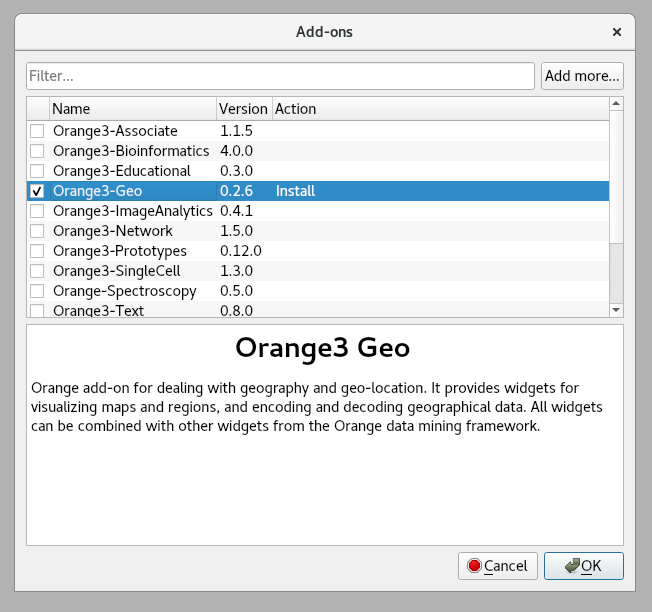 Add-ons
Filter... Add more...
Name Version Action
Orange3-Associate 1.1.5
Orange3-Bioinformatics 4.0.0
Orange3-Educational 0.3.0
Orange3-Geo 0.2.6 Install
Orange3-ImageAnalytics 0.4.1
Orange3-Network 1.5.0
Orange3-Prototypes 0.12.0
Orange3-SingleCell 1.3.0
Orange-Spectroscopy 0.5.0
Orange3-Text 0.8.0
Orange3 Geo
Orange add-on for dealing with geography and geo-location. It provides widgets for
visualizing maps and regions, and encoding and decoding geographical data. All widgets
can be combined with other widgets from the Orange data mining framework.
Cancel OK